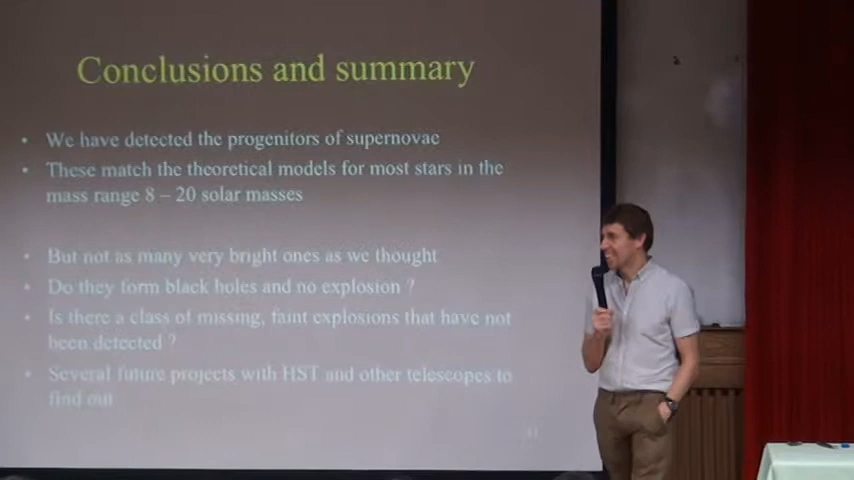 Conclusions and summary
• We have detected the progenitors of supernovae
• These match the theoretical models for most stars in the
mass range 8 – 20 solar masses
• But not as many very bright ones as we thought
• Do they form black holes and no explosion ?
• Is there a class of missing, faint explosions that have not
been detected ?
• Several future projects with HST and other telescopes to
find out